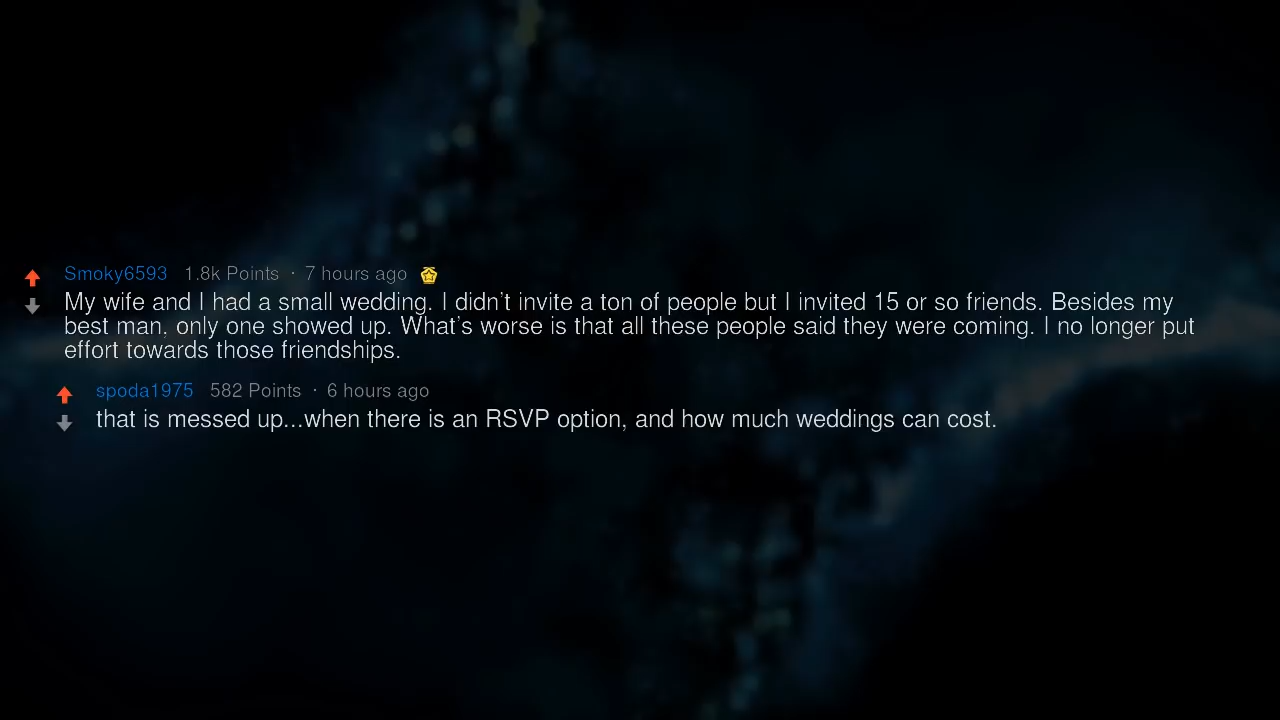 Smoky6593 1.8k Points · 7 hours ago
My wife and I had a small wedding. I didn't invite a ton of people but I invited 15 or so friends. Besides my
best man, only one showed up. What's worse is that all these people said they were coming. I no longer put
effort towards those friendships.
spoda1975 582 Points · 6 hours ago
that is messed up...when there is an RSVP option, and how much weddings can cost.